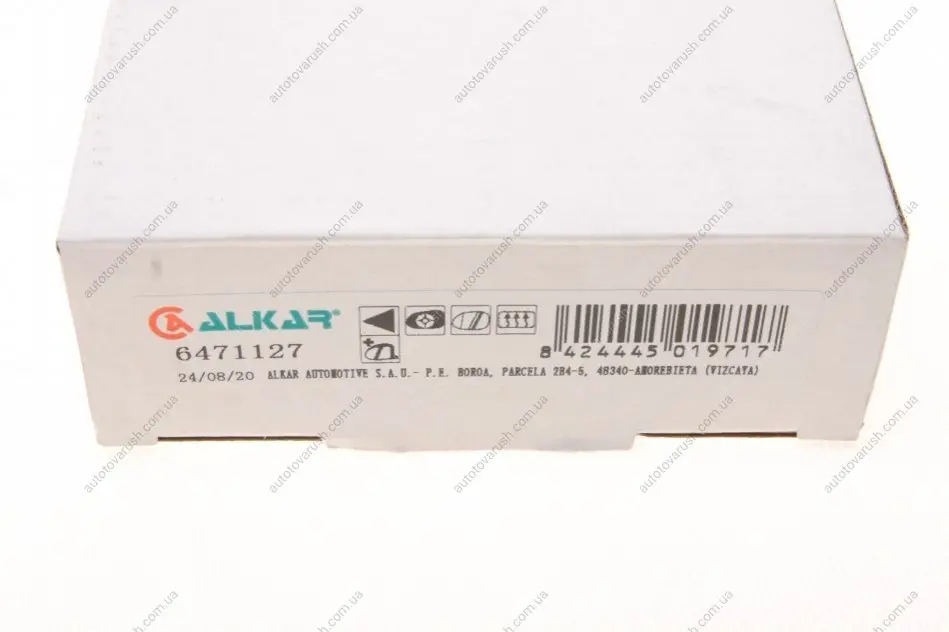 ALKAR®
6471127
8 424445 019717
24/08/20 ALKAR AUTOMOTIVE S.A.U.- P.E. BOROA, PARCELA 2B4-5, 48340-AMOREBIETA (VIZCAYA)
autotovarush.com.ua